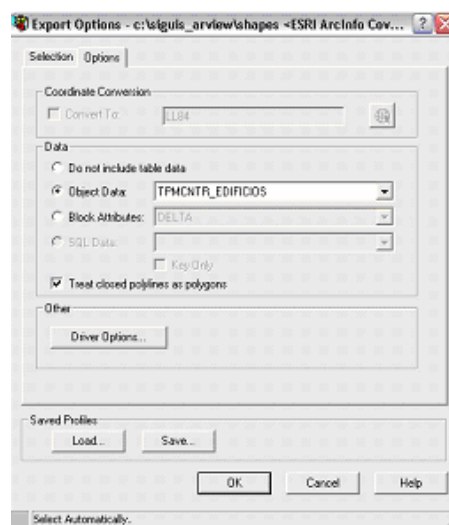 Export Options - c:\siguis_arview\shapes <ESRI ArcInfo Cov...
Selection Options
Coordinate Conversion
Convert To: LL84
Data
Do not include table data
Object Data: TPMCNTR_EDIFICIOS
Block Attributes: DELTA
SQL Data:
Key Only
Treat closed polylines as polygons
Other
Driver Options...
Saved Profiles
Load... Save...
OK Cancel Help
Select Automatically.